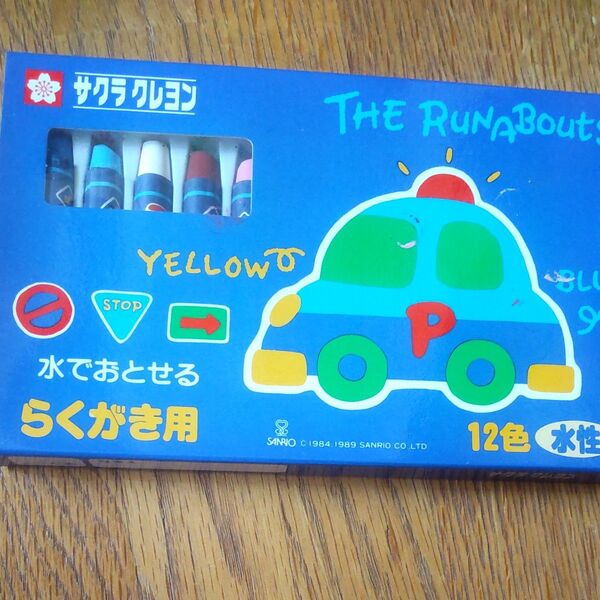 サクラ クレヨン
THE RUNABOUTS
YELLOW
BLU
STOP
P
水でおとせる
らくがき用
SANRIO © 1984,1989 SANRIO CO.,LTD
12色
水性